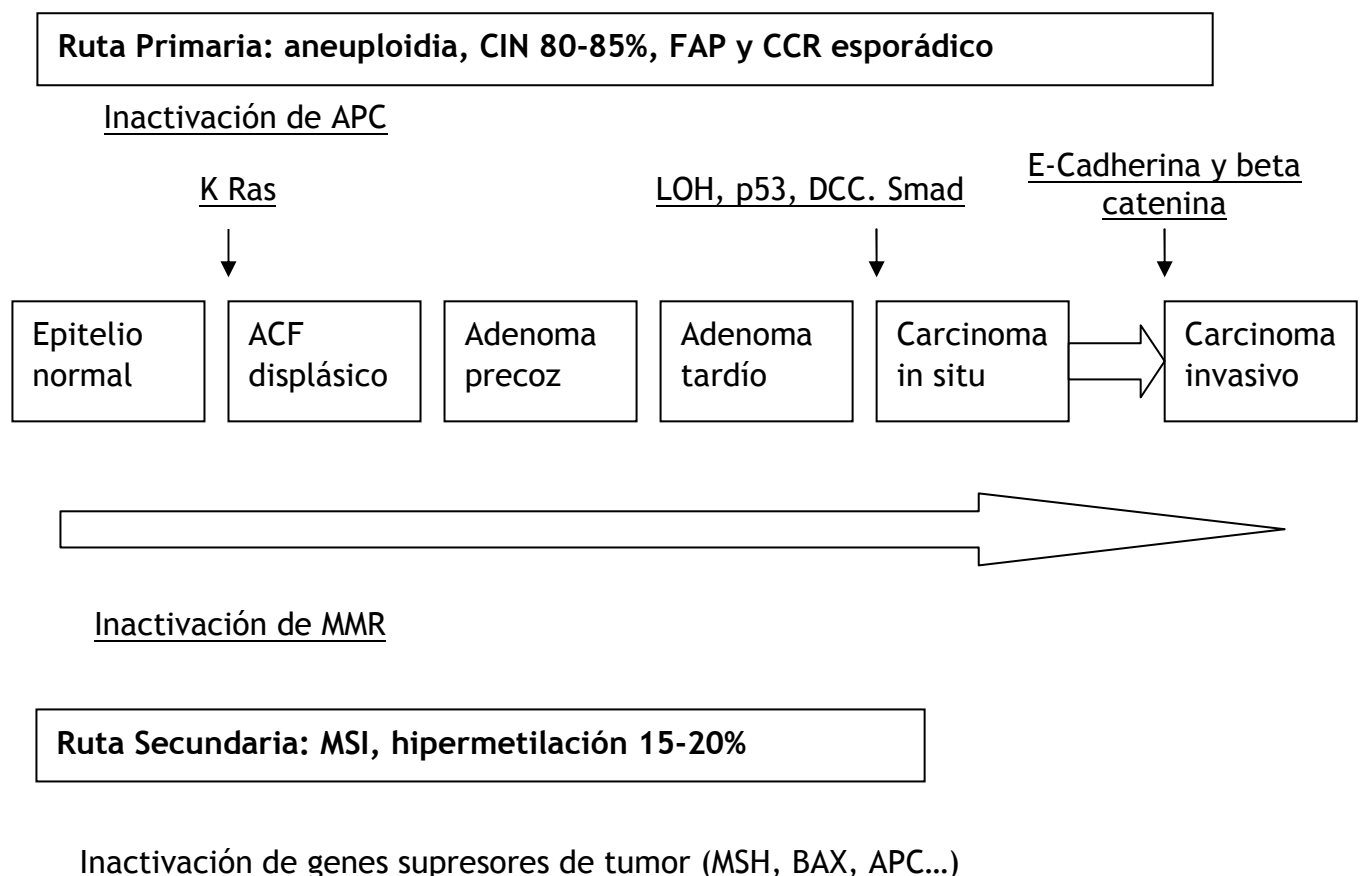 Ruta Primaria: aneuploidia, CIN 80-85%, FAP y CCR esporádico
Inactivación de APC
K Ras
LOH, p53, DCC. Smad
E-Cadherina y beta
catenina
Epitelio
normal
ACF
displásico
Adenoma
precoz
Adenoma
tardío
Carcinoma
in situ
Carcinoma
invasivo
Inactivación de MMR
Ruta Secundaria: MSI, hipermetilación 15-20%
Inactivación de genes supresores de tumor (MSH, BAX, APC…)